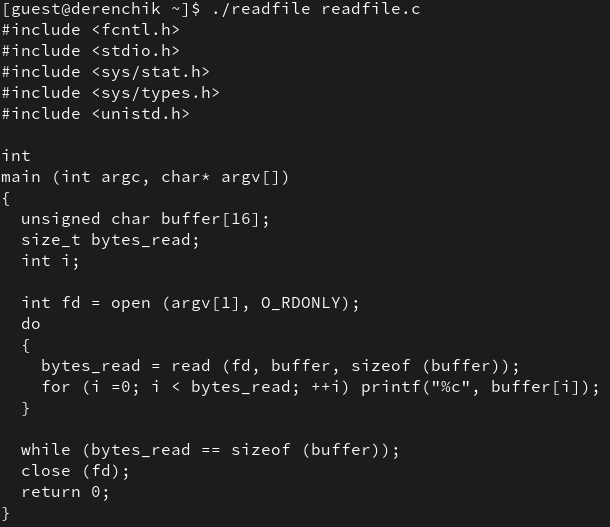 [guest@derenchik ~]$ ./readfile readfile.c
#include <fcntl.h>
#include <stdio.h>
#include <sys/stat.h>
#include <sys/types.h>
#include <unistd.h>

int
main (int argc, char* argv[])
{
  unsigned char buffer[16];
  size_t bytes_read;
  int i;

  int fd = open (argv[1], O_RDONLY);
  do
  {
    bytes_read = read (fd, buffer, sizeof (buffer));
    for (i =0; i < bytes_read; ++i) printf("%c", buffer[i]);
  }

  while (bytes_read == sizeof (buffer));
  close (fd);
  return 0;
}